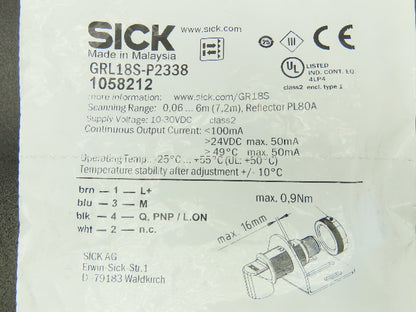 SICK
www.sick.com
Made in Malaysia
GRL18S-P2338
1058212
more information: www.sick.com/GR18S
Scanning Range: 0,06 .. 6m (7,2m), Reflector PL80A
Supply Voltage: 10-30VDC class2
Continuous Output Current: <100mA
>24VDC max. 50mA
>49°C max. 50mA
Operating Temp.: -25°C ... +55°C (UL: +50°C)
Temperature stability after adjustment +/- 10°C
UL LISTED
IND. CONT. EQ
4LP4
class2 encl. type 1
III
brn - 1 - L+
blu - 3 - M
blk - 4 - Q, PNP / L.ON
wht - 2 - n.c.
max. 0,9Nm
max. 16mm
SICK AG
Erwin-Sick-Str.1
D-79183 Waldkirch